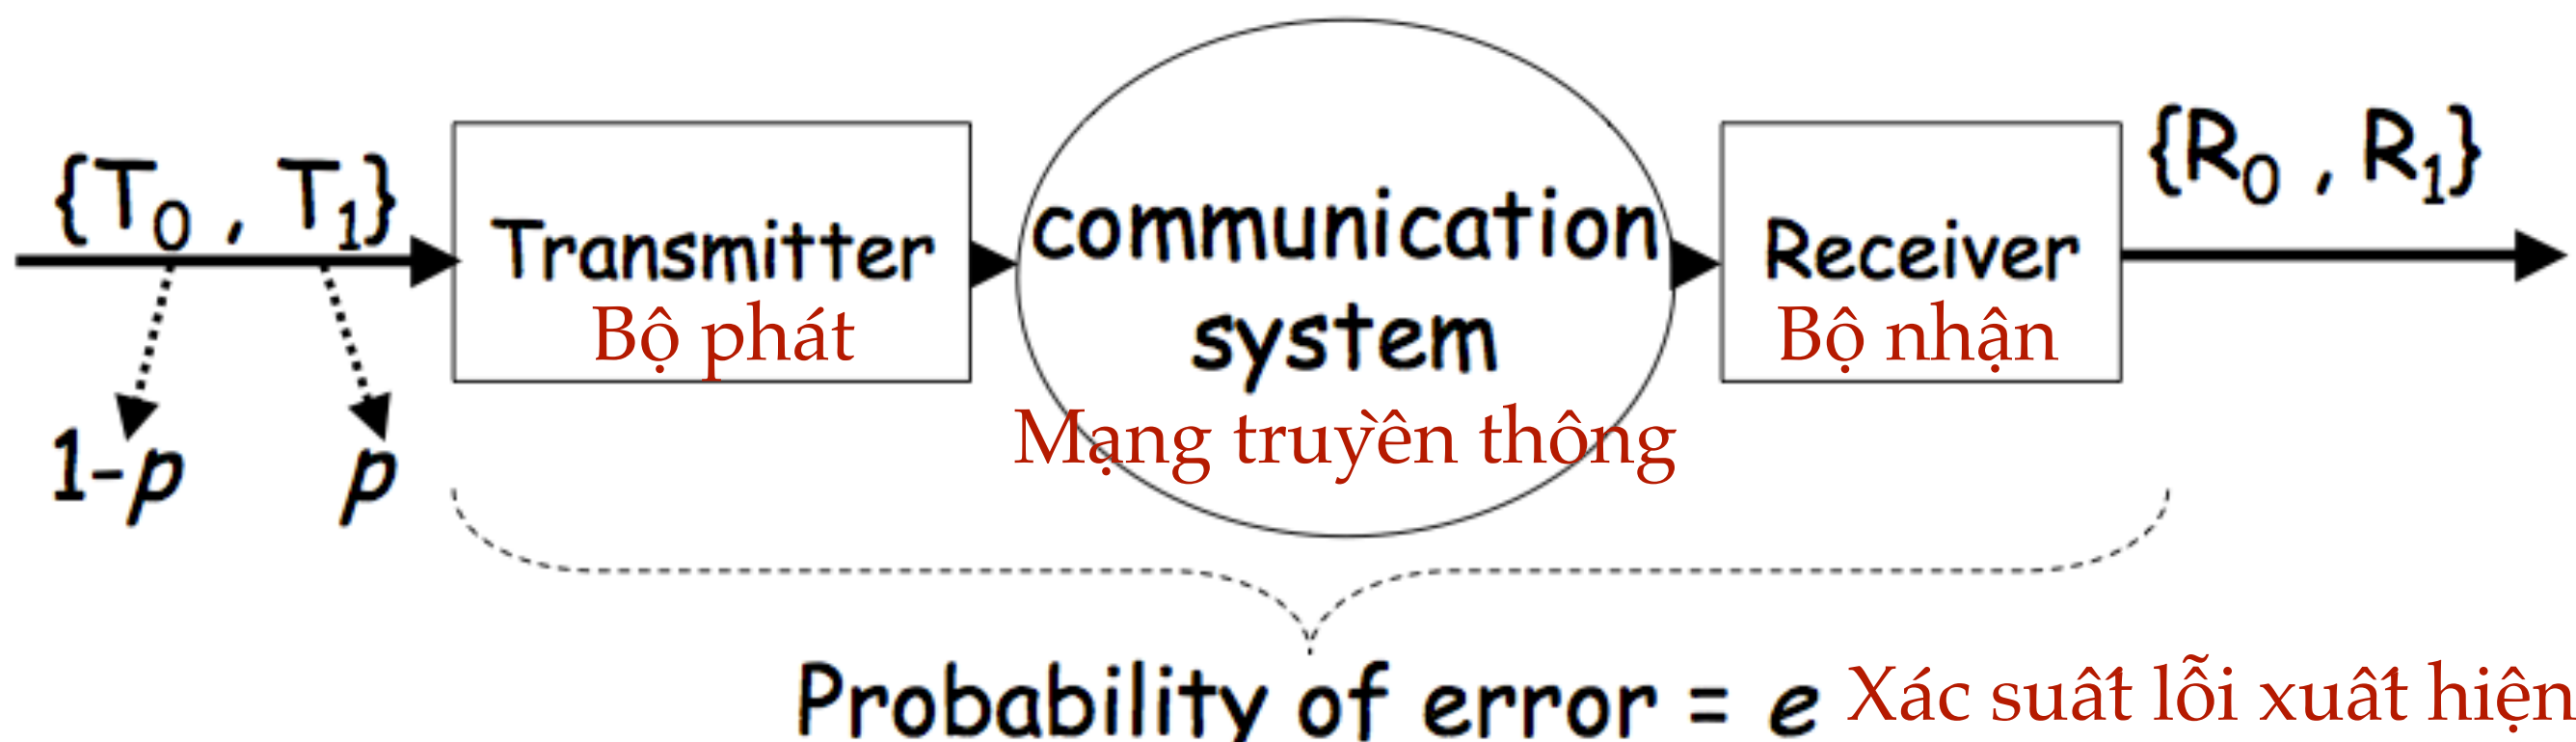 {T₀ , T₁}
1-p
p
Transmitter
Bộ phát
communication
system
Mạng truyền thông
Receiver
Bộ nhận
{R₀ , R₁}
Probability of error = e Xác suất lỗi xuất hiện